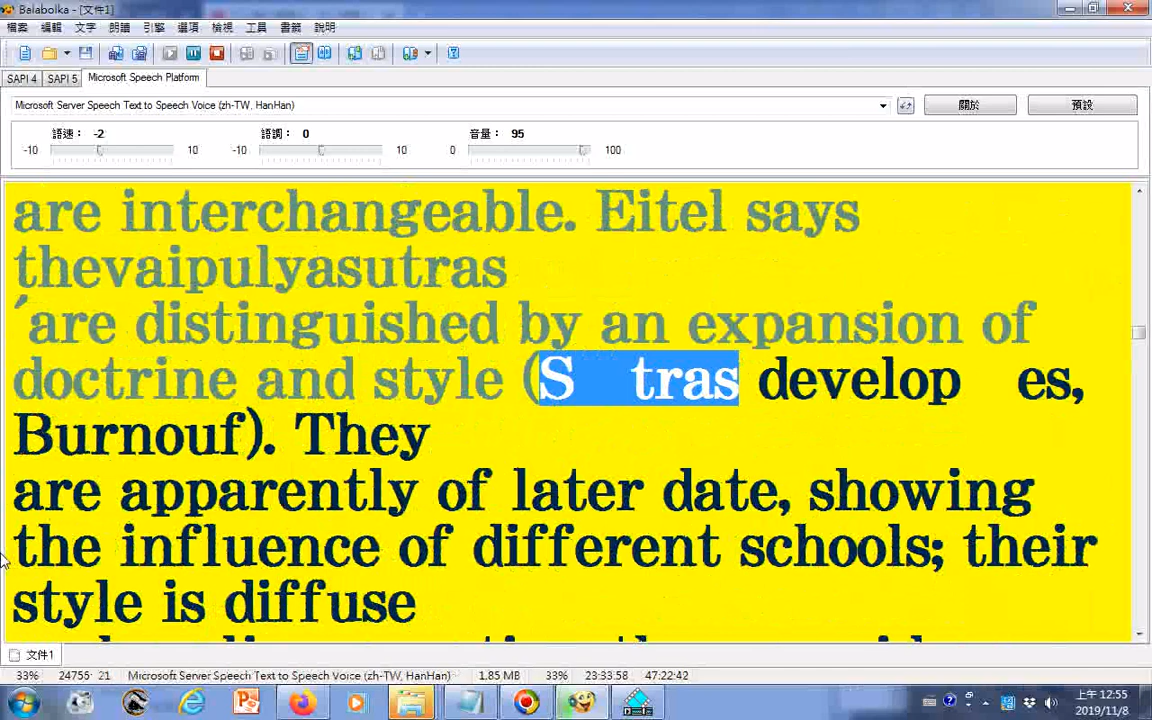 Balabolka - [文件1]
檔案 編輯 文字 朗讀 引擎 選項 檢視 工具 書籤 說明
SAPI 4 SAPI 5 Microsoft Speech Platform
Microsoft Server Speech Text to Speech Voice (zh-TW, HanHan) 關於 預設
語速： -2 語調： 0 音量： 95
-10 10 -10 10 0 100
are interchangeable. Eitel says
thevaipulyasutras
´are distinguished by an expansion of
doctrine and style (S tras develop es,
Burnouf). They
are apparently of later date, showing
the influence of different schools; their
style is diffuse
文件1
33% 24755: 21 Microsoft Server Speech Text to Speech Voice (zh-TW, HanHan) 1.85 MB 33% 23:33:58 47:22:42
上午 12:55
2019/11/8